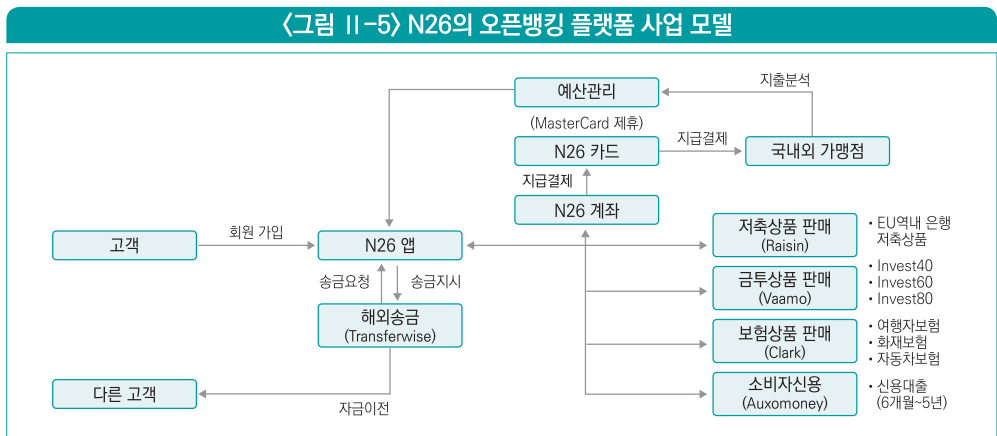 〈그림 Ⅱ-5〉 N26의 오픈뱅킹 플랫폼 사업 모델
지출분석
예산관리
(MasterCard 제휴)
N26 카드
지급결제
국내외 가맹점
지급결제
N26 계좌
고객
회원 가입
N26 앱
송금요청
송금지시
해외송금
(Transferwise)
다른 고객
자금이전
저축상품 판매
(Raisin)
• EU역내 은행
저축상품
금투상품 판매
(Vaamo)
• Invest40
• Invest60
• Invest80
보험상품 판매
(Clark)
• 여행자보험
• 화재보험
• 자동차보험
소비자신용
(Auxomoney)
• 신용대출
(6개월~5년)